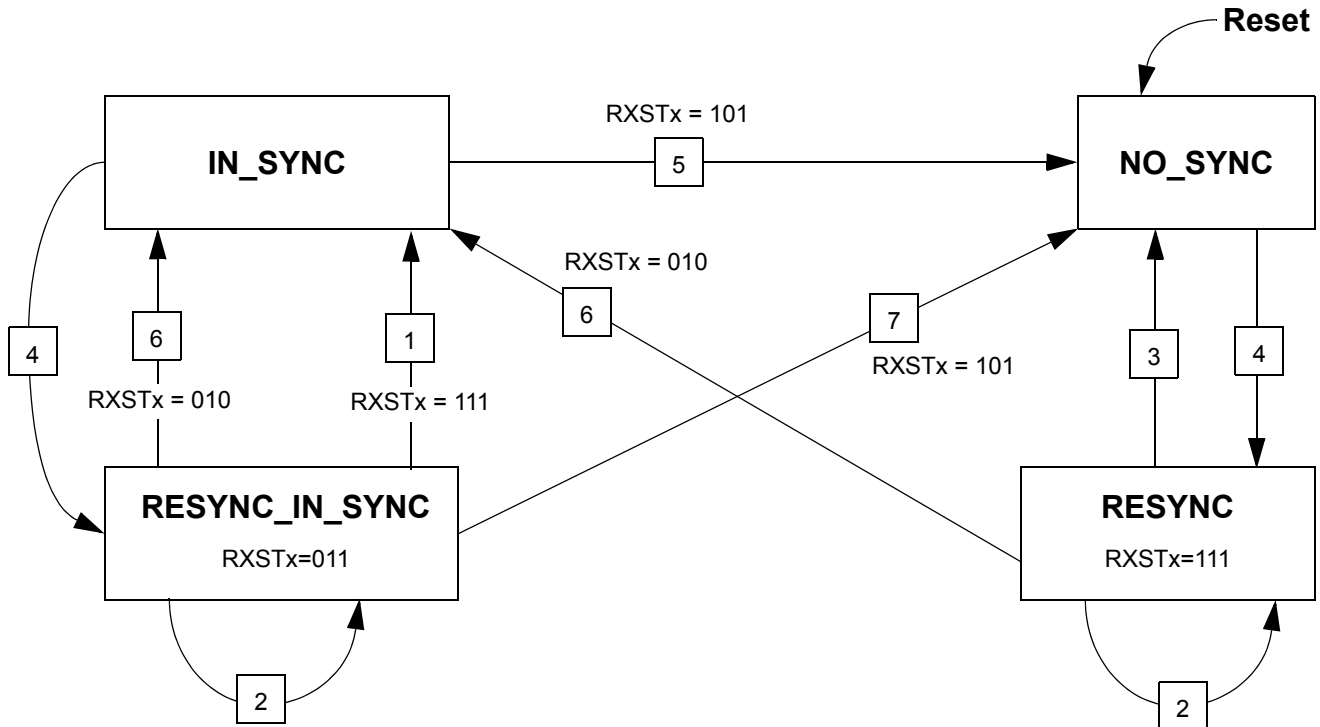 Reset
RXSTx = 101
IN_SYNC
5
NO_SYNC
RXSTx = 010
6
7
RXSTx = 101
4
6
RXSTx = 010
1
RXSTx = 111
3
4
RESYNC_IN_SYNC
RXSTx=011
RESYNC
RXSTx=111
2
2